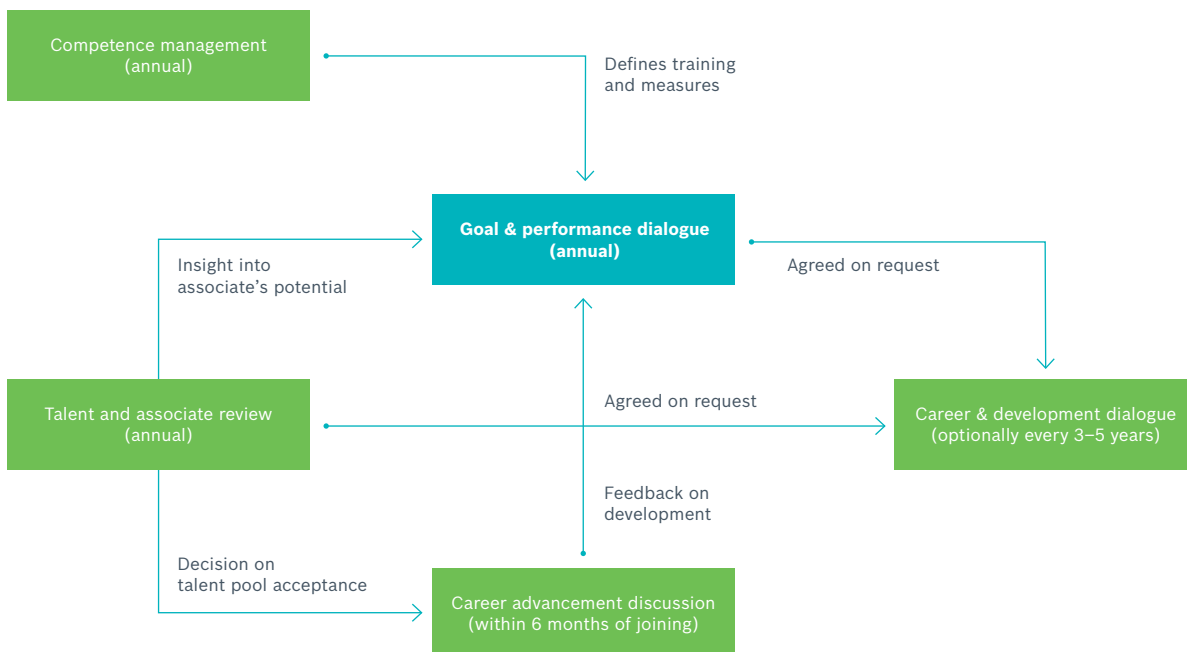 Competence management
(annual)
Defines training
and measures
Goal & performance dialogue
(annual)
Insight into
associate's potential
Agreed on request
Talent and associate review
(annual)
Agreed on request
Career & development dialogue
(optionally every 3–5 years)
Feedback on
development
Decision on
talent pool acceptance
Career advancement discussion
(within 6 months of joining)